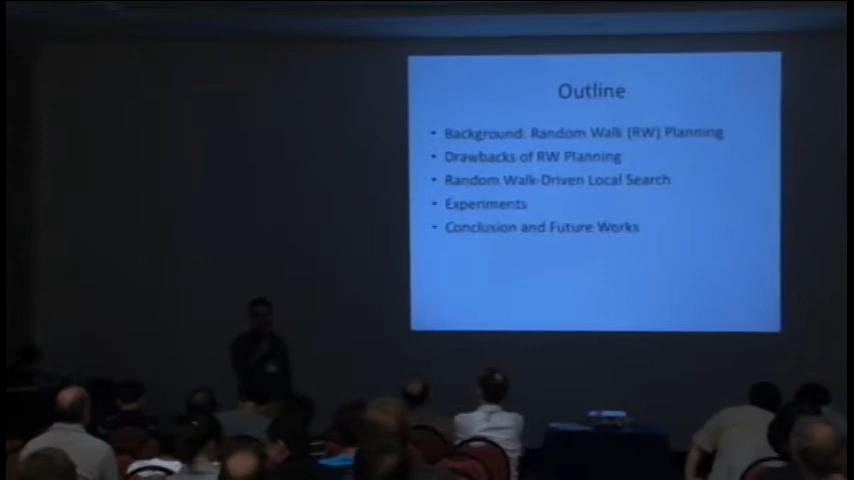 Outline
• Background: Random Walk (RW) Planning
• Drawbacks of RW Planning
• Random Walk-Driven Local Search
• Experiments
• Conclusion and Future Works